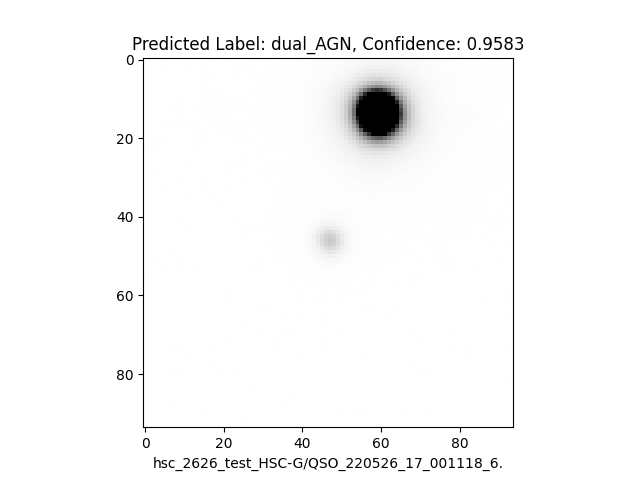 Predicted Label: dual_AGN, Confidence: 0.9583
0
20
40
60
80
0 20 40 60 80
hsc_2626_test_HSC-G/QSO_220526_17_001118_6.